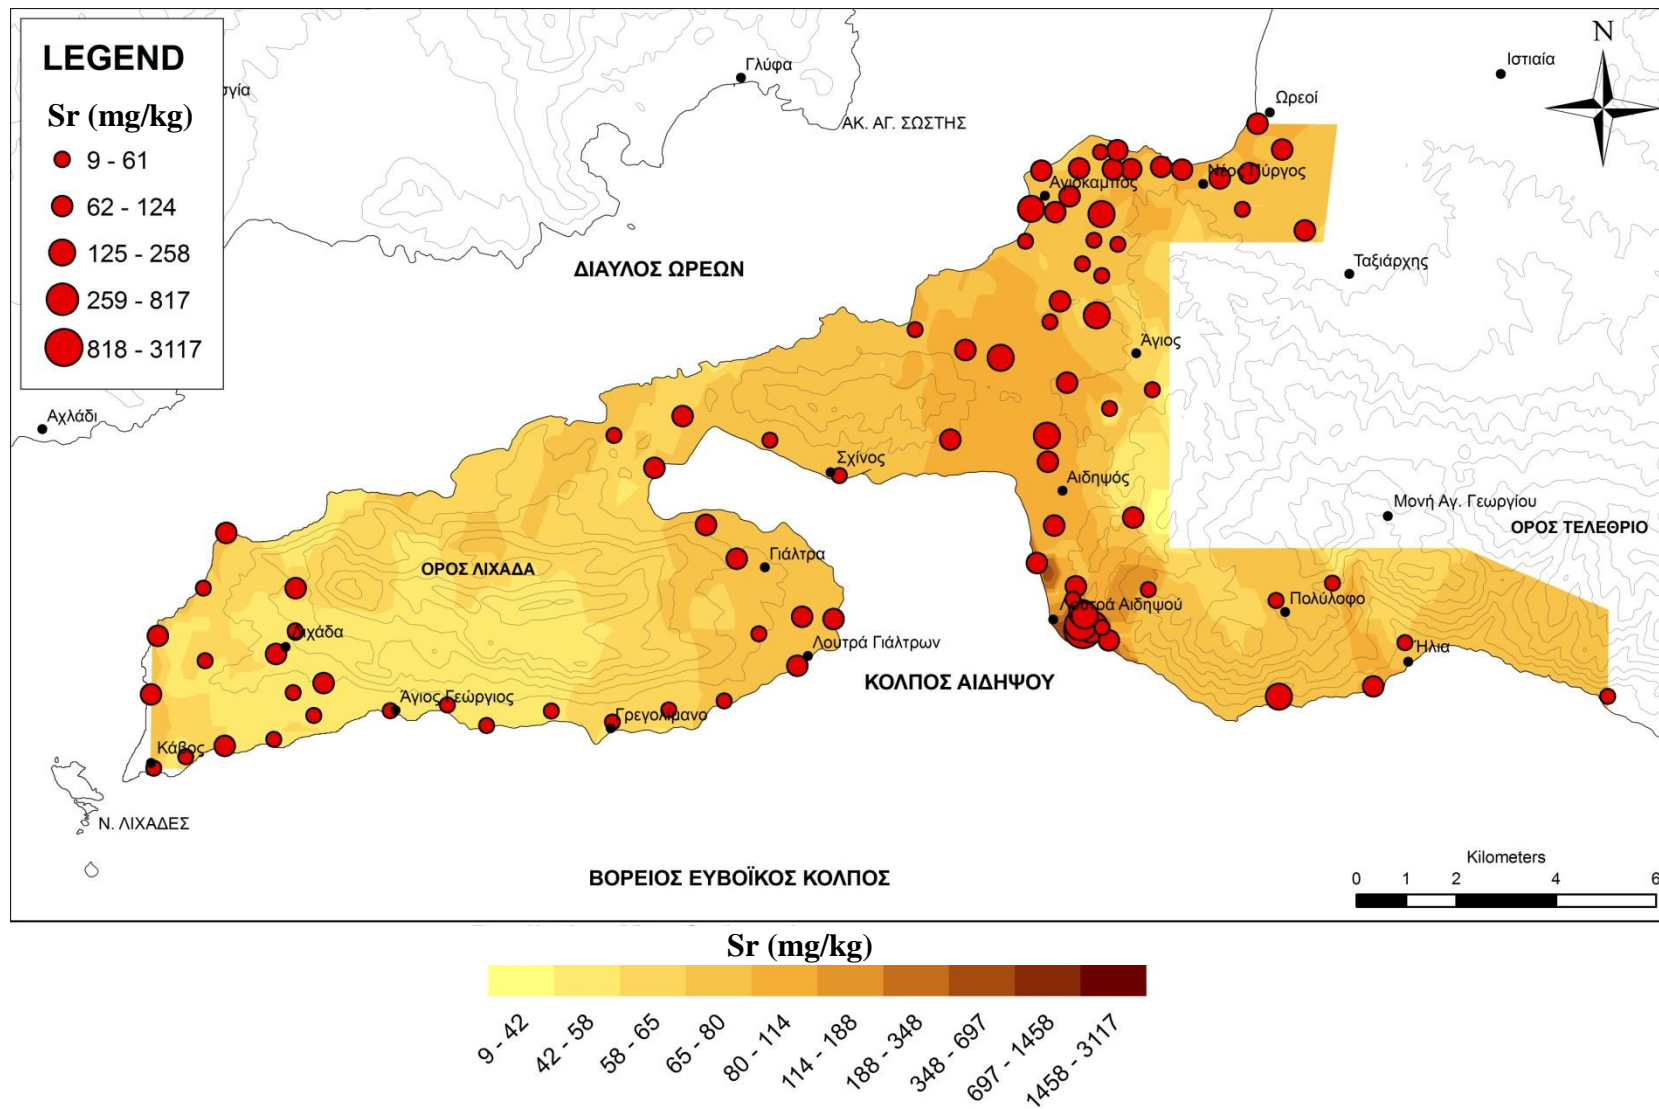 LEGEND
Sr (mg/kg)
9 - 61
62 - 124
125 - 258
259 - 817
818 - 3117
γία
Γλύφα
ΑΚ. ΑΓ. ΣΩΣΤΗΣ
N
Ιστιαία
Ωρεοί
Νέος Πύργος
Αγιόκαμπος
Ταξιάρχης
ΔΙΑΥΛΟΣ ΩΡΕΩΝ
Άγιος
Αχλάδι
Σχίνος
Αιδηψός
Μονή Αγ. Γεωργίου
ΟΡΟΣ ΤΕΛΕΘΡΙΟ
ΟΡΟΣ ΛΙΧΑΔΑ
Γιάλτρα
Λουτρά Αιδηψού
Πολύλοφο
Λιχάδα
Λουτρά Γιάλτρων
Ήλια
ΚΟΛΠΟΣ ΑΙΔΗΨΟΥ
Άγιος Γεώργιος
Γρεγολίμανο
Κάβος
Ν. ΛΙΧΑΔΕΣ
ΒΟΡΕΙΟΣ ΕΥΒΟΪΚΟΣ ΚΟΛΠΟΣ
Kilometers
0 1 2 4 6
Sr (mg/kg)
9 - 42
42 - 58
58 - 65
65 - 80
80 - 114
114 - 188
188 - 348
348 - 697
697 - 1458
1458 - 3117